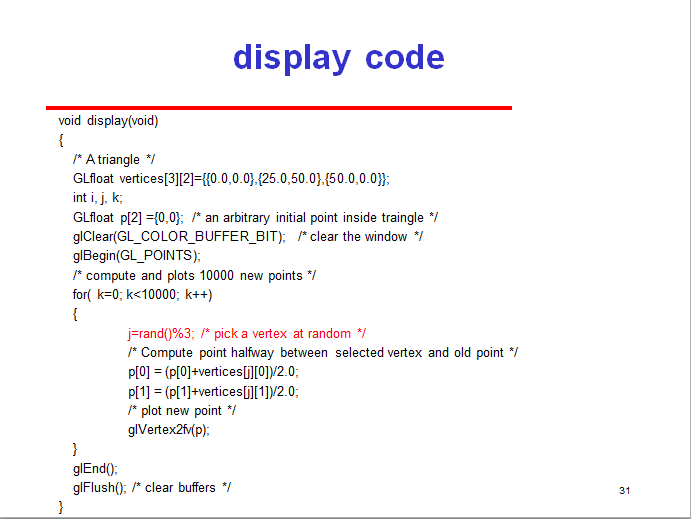 display code
void display(void)
{
/* A triangle */
GLfloat vertices[3][2]={{0.0,0.0},{25.0,50.0},{50.0,0.0}};
int i, j, k;
GLfloat p[2] ={0,0}; /* an arbitrary initial point inside traingle */
glClear(GL_COLOR_BUFFER_BIT); /* clear the window */
glBegin(GL_POINTS);
/* compute and plots 10000 new points */
for( k=0; k<10000; k++)
{
j=rand()%3; /* pick a vertex at random */
/* Compute point halfway between selected vertex and old point */
p[0] = (p[0]+vertices[j][0])/2.0;
p[1] = (p[1]+vertices[j][1])/2.0;
/* plot new point */
glVertex2fv(p);
}
glEnd();
glFlush(); /* clear buffers */
}
31